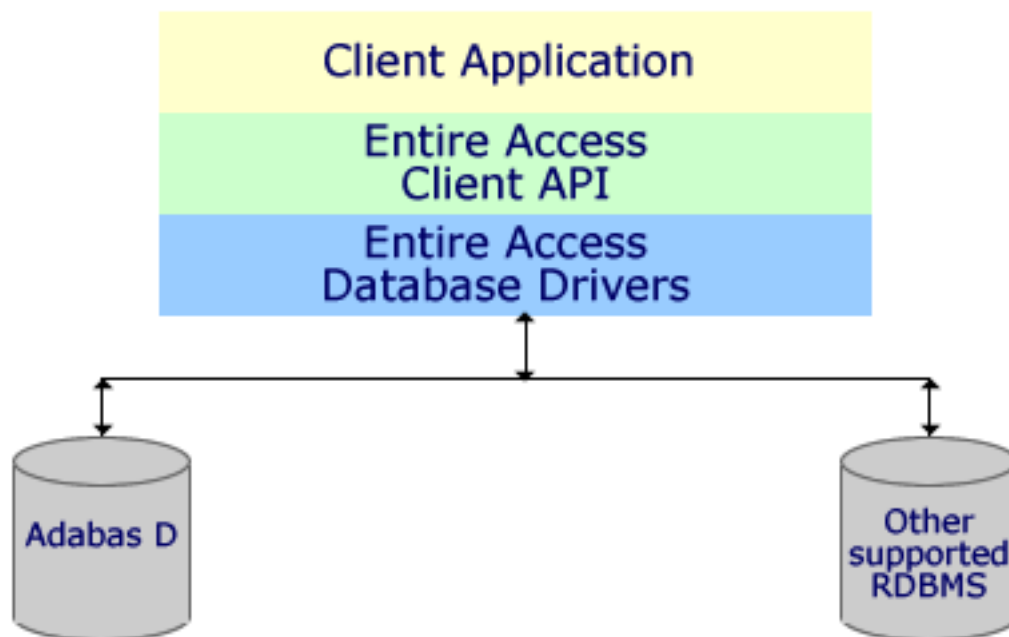 Client Application
Entire Access
Client API
Entire Access
Database Drivers
Adabas D
Other
supported
RDBMS